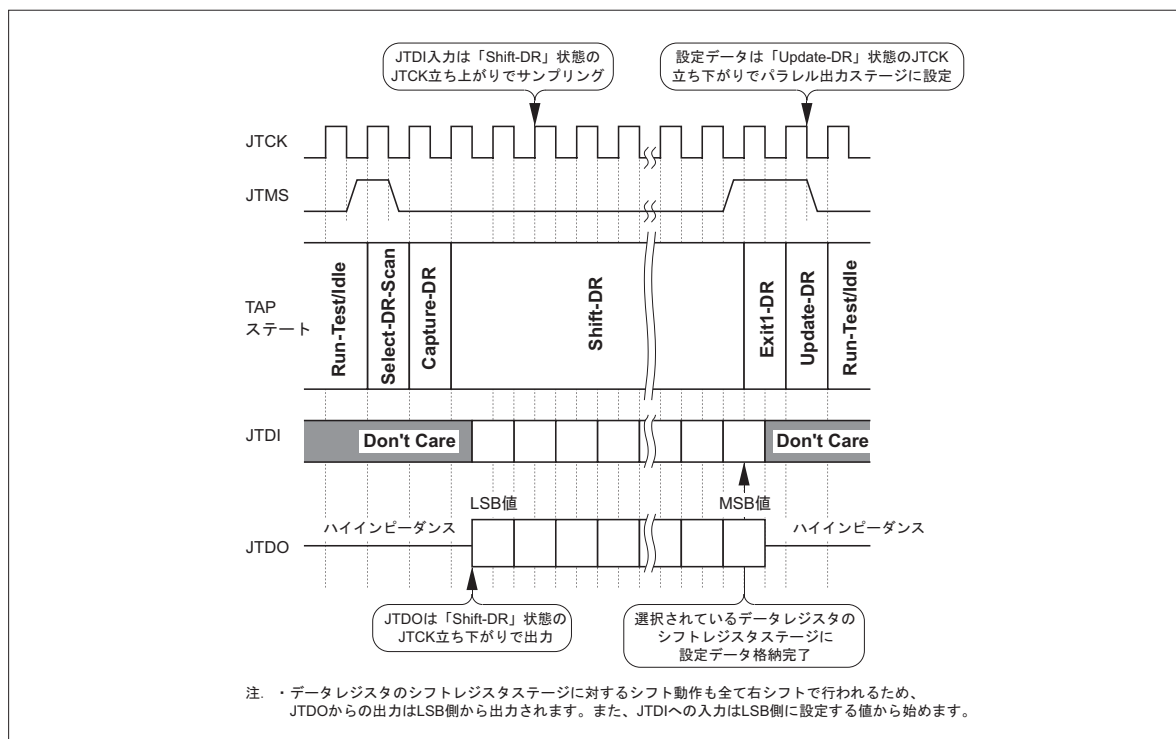 JTDI入力は「Shift-DR」状態の
JTCK立ち上がりでサンプリング
設定データは「Update-DR」状態のJTCK
立ち下がりでパラレル出力ステージに設定
JTCK
JTMS
TAP
ステート
Run-Test/Idle
Select-DR-Scan
Capture-DR
Shift-DR
Exit1-DR
Update-DR
Run-Test/Idle
JTDI
Don't Care
Don't Care
LSB値
MSB値
ハイインピーダンス
ハイインピーダンス
JTDO
JTDOは「Shift-DR」状態の
JTCK立ち下がりで出力
選択されているデータレジスタの
シフトレジスタステージに
設定データ格納完了
注. ・データレジスタのシフトレジスタステージに対するシフト動作も全て右シフトで行われるため、
JTDOからの出力はLSB側から出力されます。また、JTDIへの入力はLSB側に設定する値から始めます。